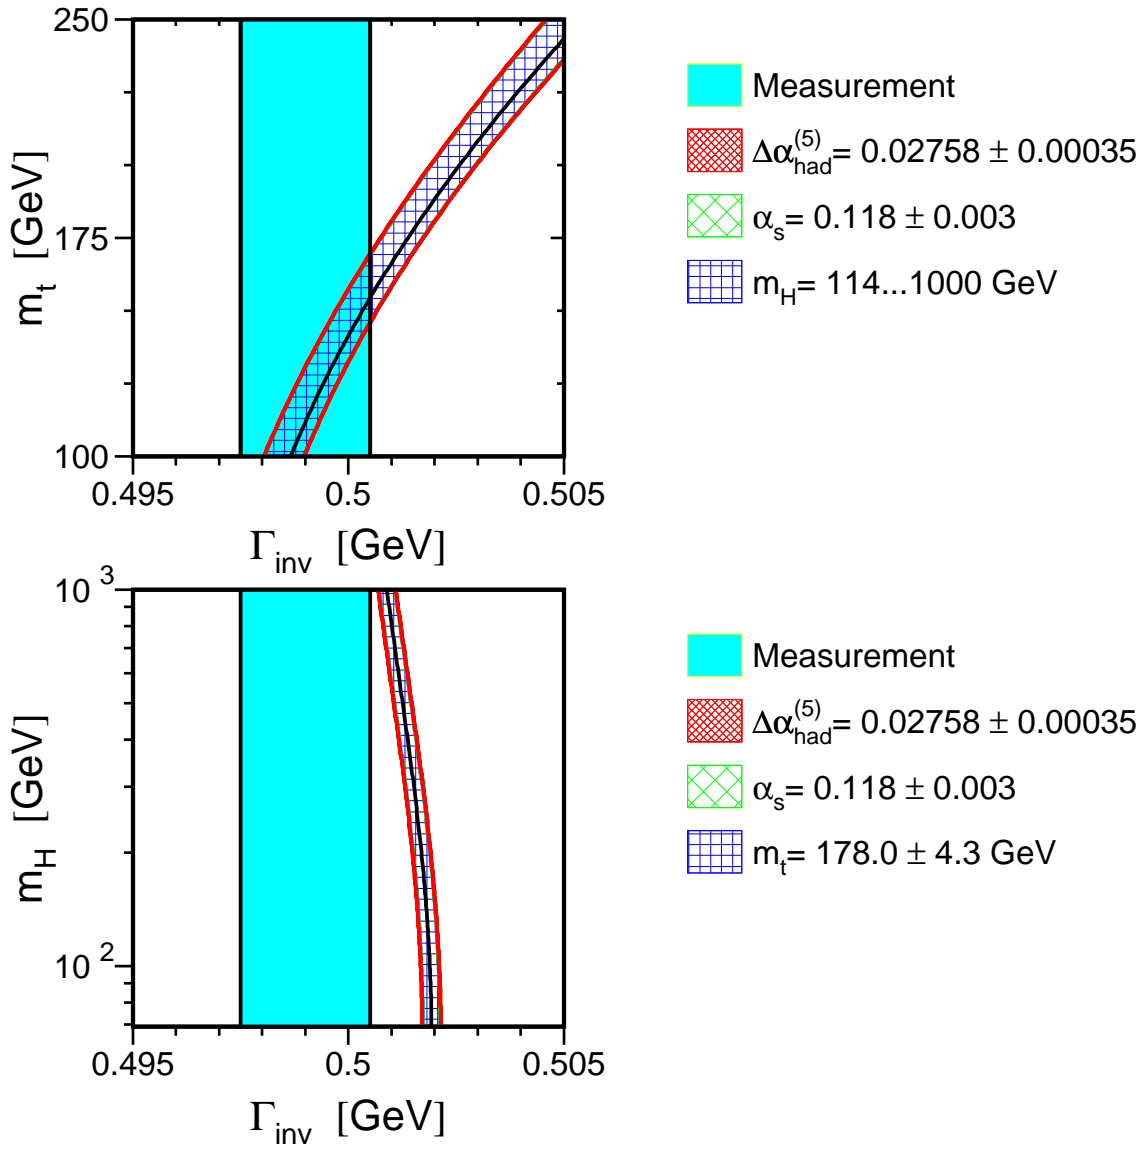 250
175
100
m_t [GeV]
0.495 0.5 0.505
Γ_inv [GeV]
Measurement
Δα_had^(5)= 0.02758 ± 0.00035
α_s= 0.118 ± 0.003
m_H= 114...1000 GeV
10^3
10^2
m_H [GeV]
0.495 0.5 0.505
Γ_inv [GeV]
Measurement
Δα_had^(5)= 0.02758 ± 0.00035
α_s= 0.118 ± 0.003
m_t= 178.0 ± 4.3 GeV